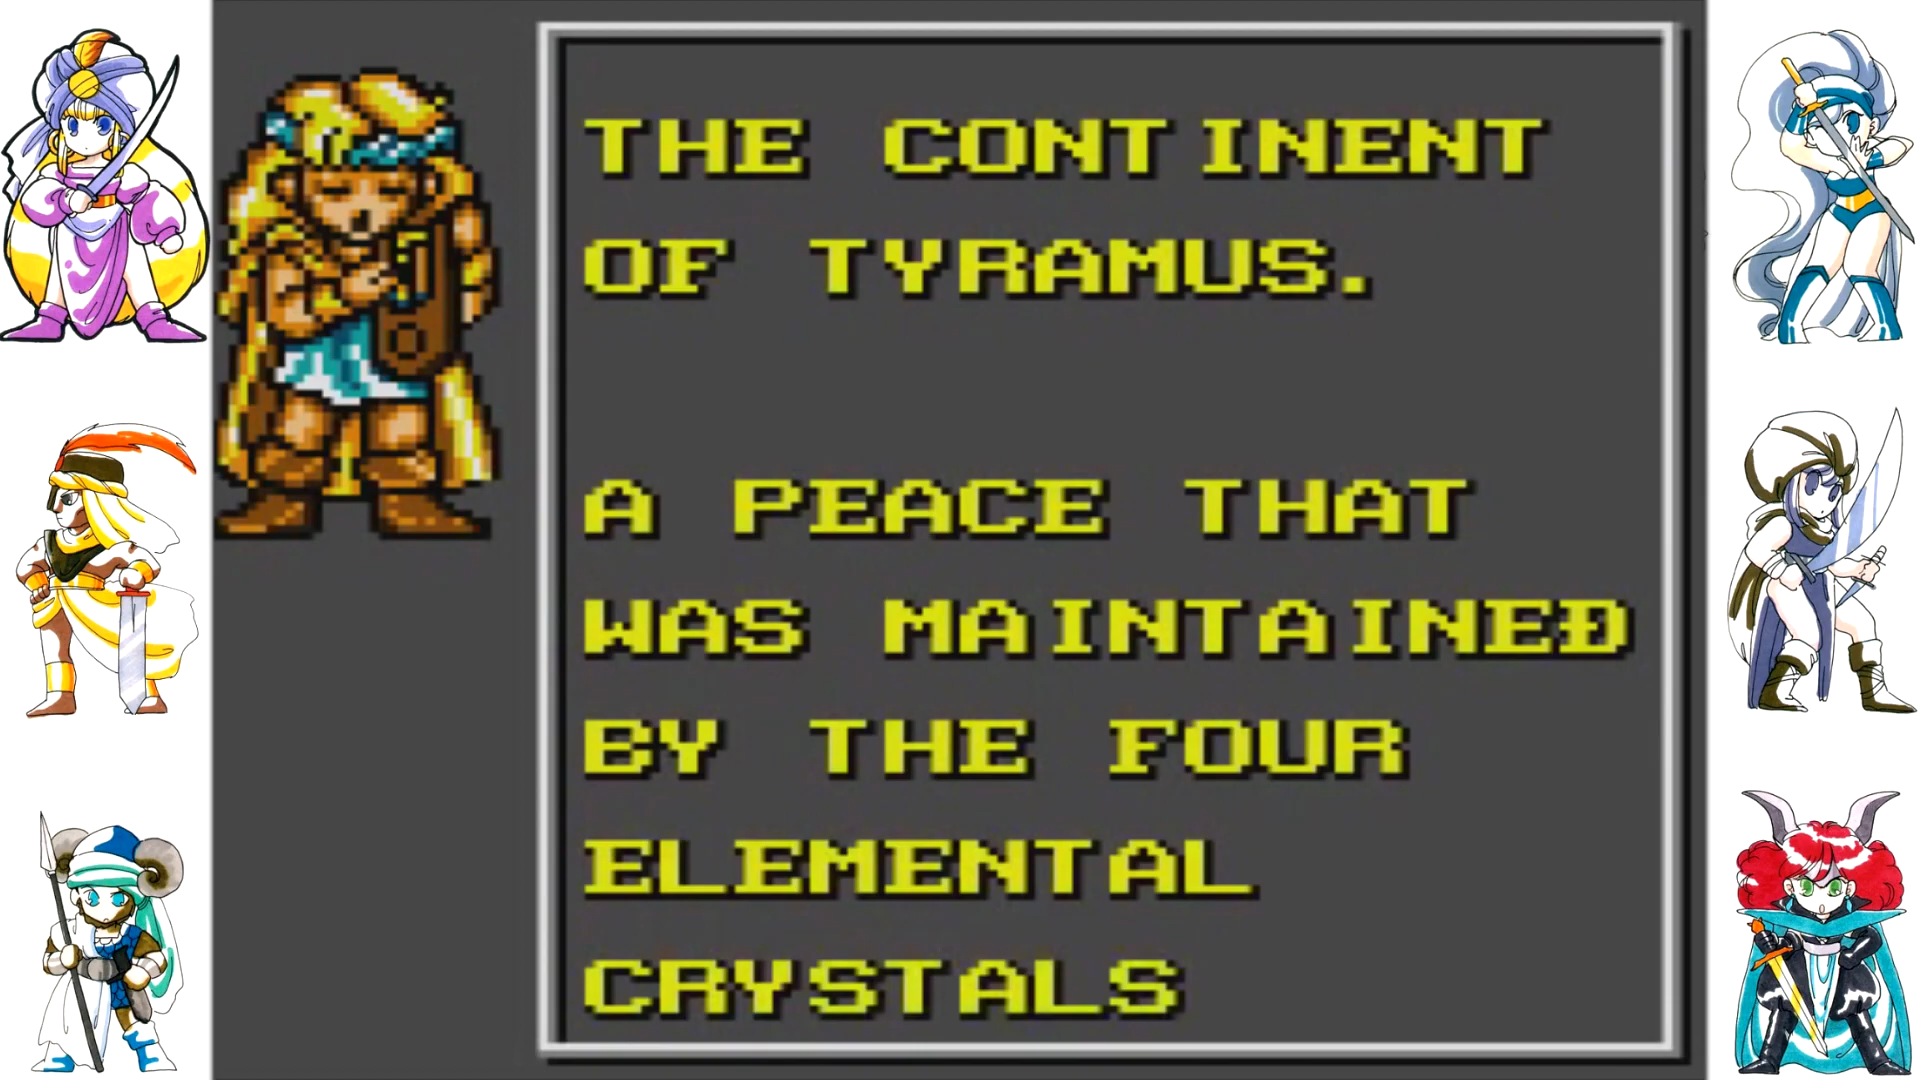 THE CONTINENT
OF TYRAMUS.
A PEACE THAT
WAS MAINTAINED
BY THE FOUR
ELEMENTAL
CRYSTALS